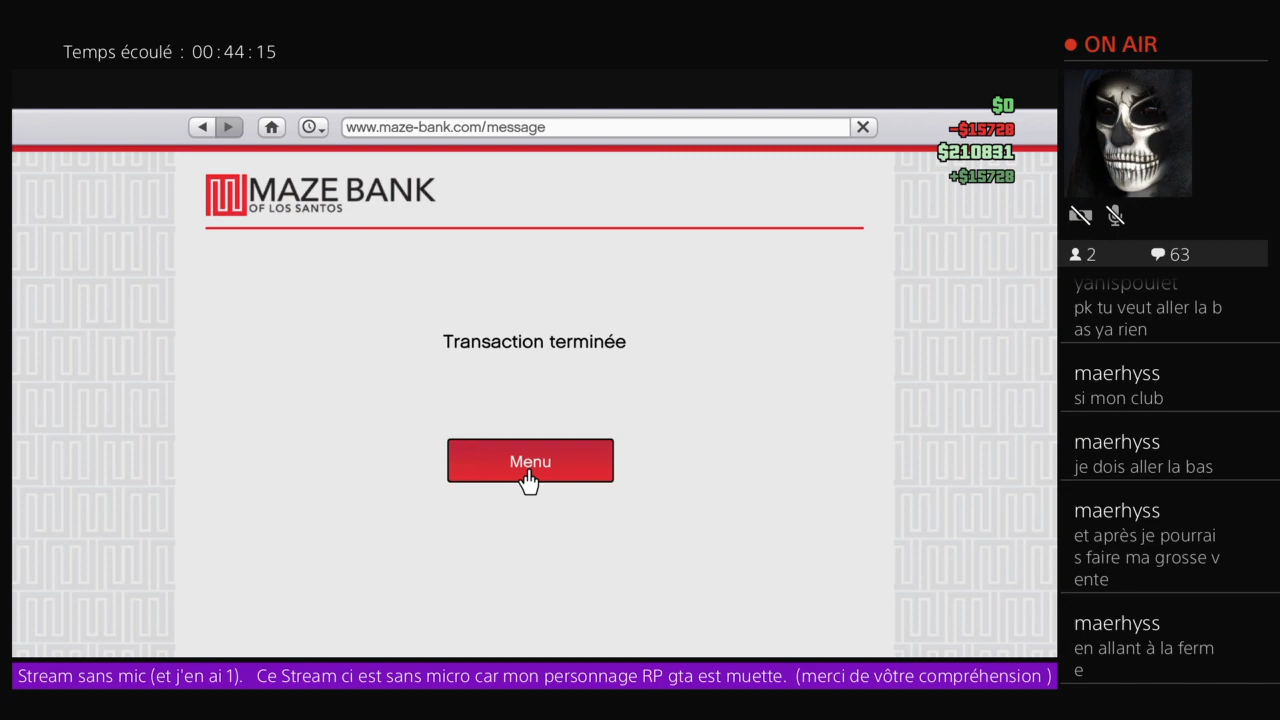 Temps écoulé : 00:44:15
ON AIR
www.maze-bank.com/message
$0
-$15728
$210831
+$15728
MAZE BANK
OF LOS SANTOS
Transaction terminée
Menu
2 63
yanispoulet
pk tu veut aller la b
as ya rien
maerhyss
si mon club
maerhyss
je dois aller la bas
maerhyss
et après je pourrai
s faire ma grosse v
ente
maerhyss
en allant à la ferm
e
Stream sans mic (et j'en ai 1). Ce Stream ci est sans micro car mon personnage RP gta est muette. (merci de vôtre compréhension )